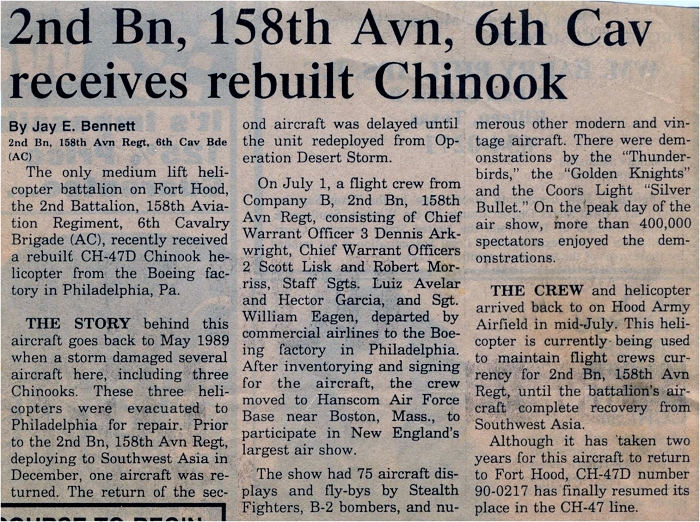 2nd Bn, 158th Avn, 6th Cav
receives rebuilt Chinook
By Jay E. Bennett
2nd Bn, 158th Avn Regt, 6th Cav Bde
(AC)
The only medium lift heli-
copter battalion on Fort Hood,
the 2nd Battalion, 158th Avia-
tion Regiment, 6th Cavalry
Brigade (AC), recently received
a rebuilt CH-47D Chinook he-
licopter from the Boeing fac-
tory in Philadelphia, Pa.
THE STORY behind this
aircraft goes back to May 1989
when a storm damaged several
aircraft here, including three
Chinooks. These three heli-
copters were evacuated to
Philadelphia for repair. Prior
to the 2nd Bn, 158th Avn Regt,
deploying to Southwest Asia in
December, one aircraft was re-
turned. The return of the sec-
ond aircraft was delayed until
the unit redeployed from Op-
eration Desert Storm.
On July 1, a flight crew from
Company B, 2nd Bn, 158th
Avn Regt, consisting of Chief
Warrant Officer 3 Dennis Ark-
wright, Chief Warrant Officers
2 Scott Lisk and Robert Mor-
riss, Staff Sgts. Luiz Avelar
and Hector Garcia, and Sgt.
William Eagen, departed by
commercial airlines to the Boe-
ing factory in Philadelphia.
After inventorying and signing
for the aircraft, the crew
moved to Hanscom Air Force
Base near Boston, Mass., to
participate in New England's
largest air show.
The show had 75 aircraft dis-
plays and fly-bys by Stealth
Fighters, B-2 bombers, and nu-
merous other modern and vin-
tage aircraft. There were dem-
onstrations by the "Thunder-
birds," the "Golden Knights"
and the Coors Light "Silver
Bullet." On the peak day of the
air show, more than 400,000
spectators enjoyed the dem-
onstrations.
THE CREW and helicopter
arrived back to on Hood Army
Airfield in mid-July. This heli-
copter is currently being used
to maintain flight crews cur-
rency for 2nd Bn, 158th Avn
Regt, until the battalion's air-
craft complete recovery from
Southwest Asia.
Although it has taken two
years for this aircraft to return
to Fort Hood, CH-47D number
90-0217 has finally resumed its
place in the CH-47 line.
COURSE TO BEGIN